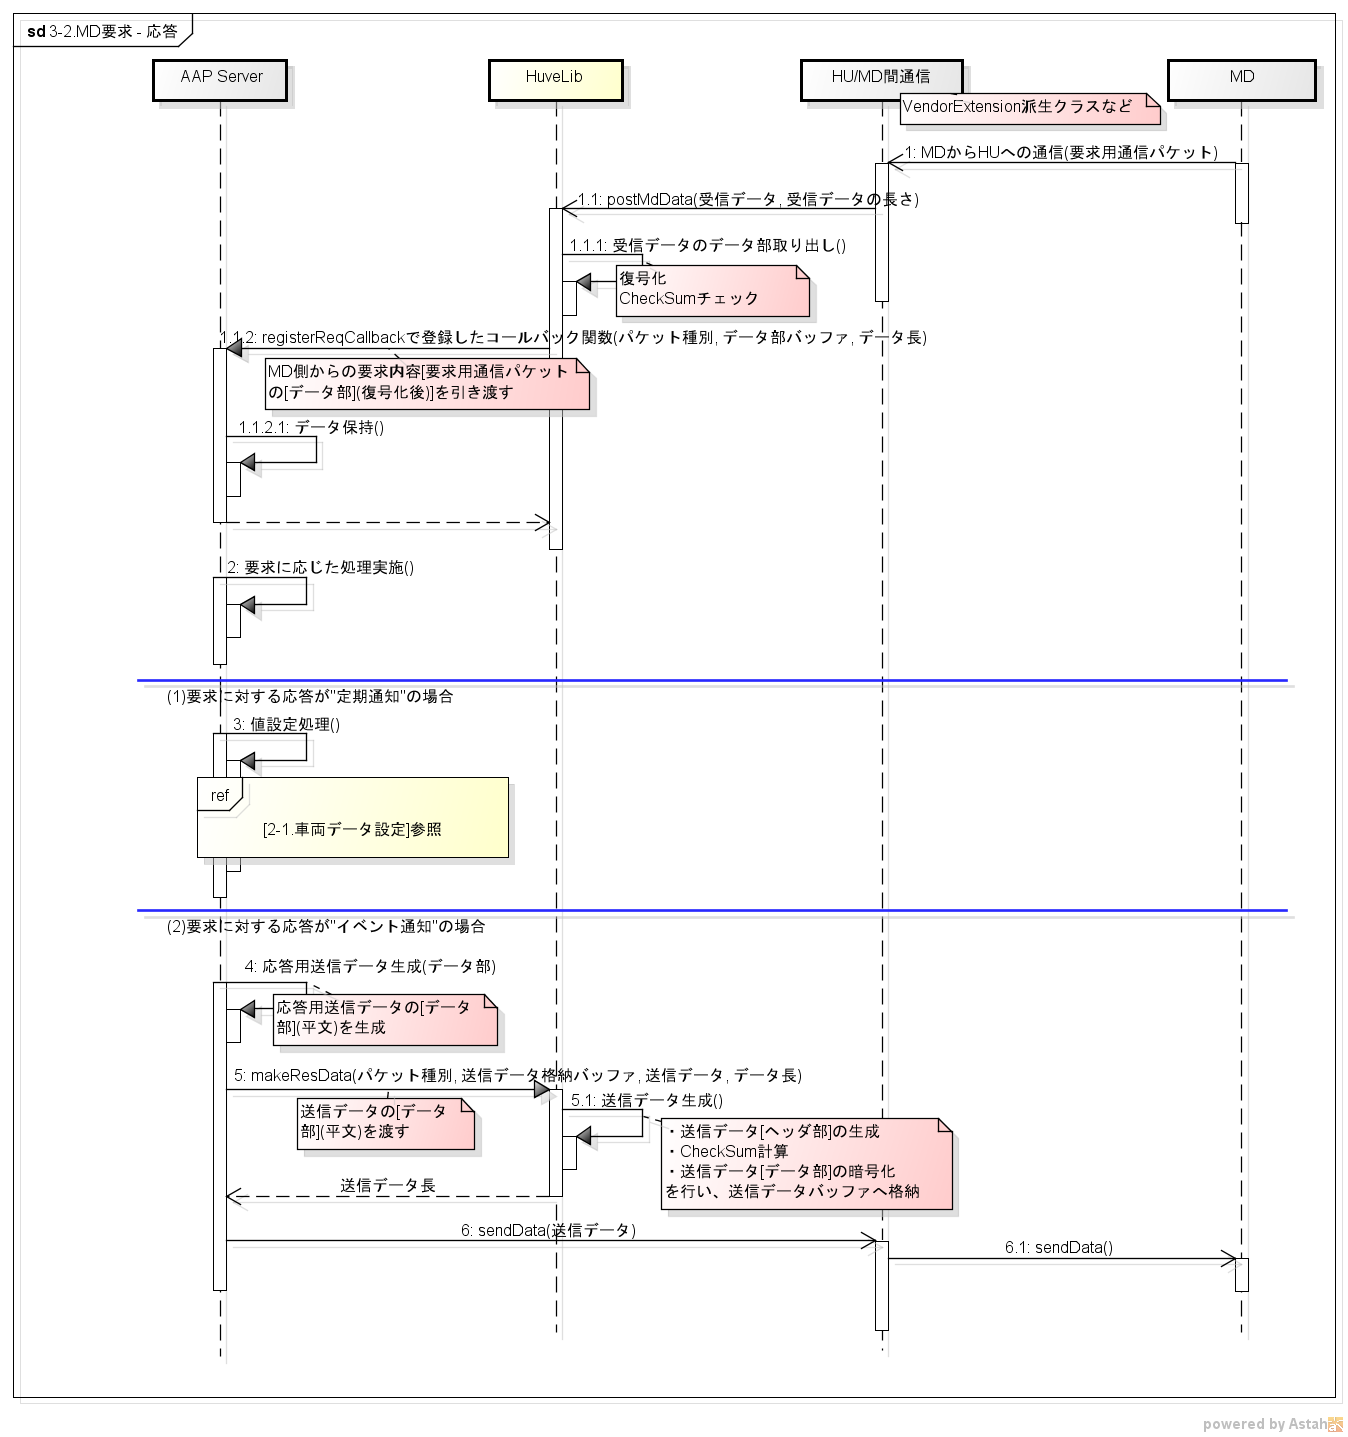 sd 3-2.MD要求 - 応答
AAP Server
HuveLib
HU/MD間通信
MD
VendorExtension派生クラスなど
1: MDからHUへの通信(要求用通信パケット)
1.1: postMdData(受信データ, 受信データの長さ)
1.1.1: 受信データのデータ部取り出し()
復号化
CheckSumチェック
1.1.2: registerReqCallbackで登録したコールバック関数(パケット種別, データ部バッファ, データ長)
MD側からの要求内容[要求用通信パケット
の[データ部](復号化後)]を引き渡す
1.1.2.1: データ保持()
2: 要求に応じた処理実施()
(1)要求に対する応答が"定期通知"の場合
3: 値設定処理()
ref
[2-1.車両データ設定]参照
(2)要求に対する応答が"イベント通知"の場合
4: 応答用送信データ生成(データ部)
応答用送信データの[データ
部](平文)を生成
5: makeResData(パケット種別, 送信データ格納バッファ, 送信データ, データ長)
送信データの[データ
部](平文)を渡す
5.1: 送信データ生成()
・送信データ[ヘッダ部]の生成
・CheckSum計算
・送信データ[データ部]の暗号化
を行い、送信データバッファへ格納
送信データ長
6: sendData(送信データ)
6.1: sendData()
powered by Astah